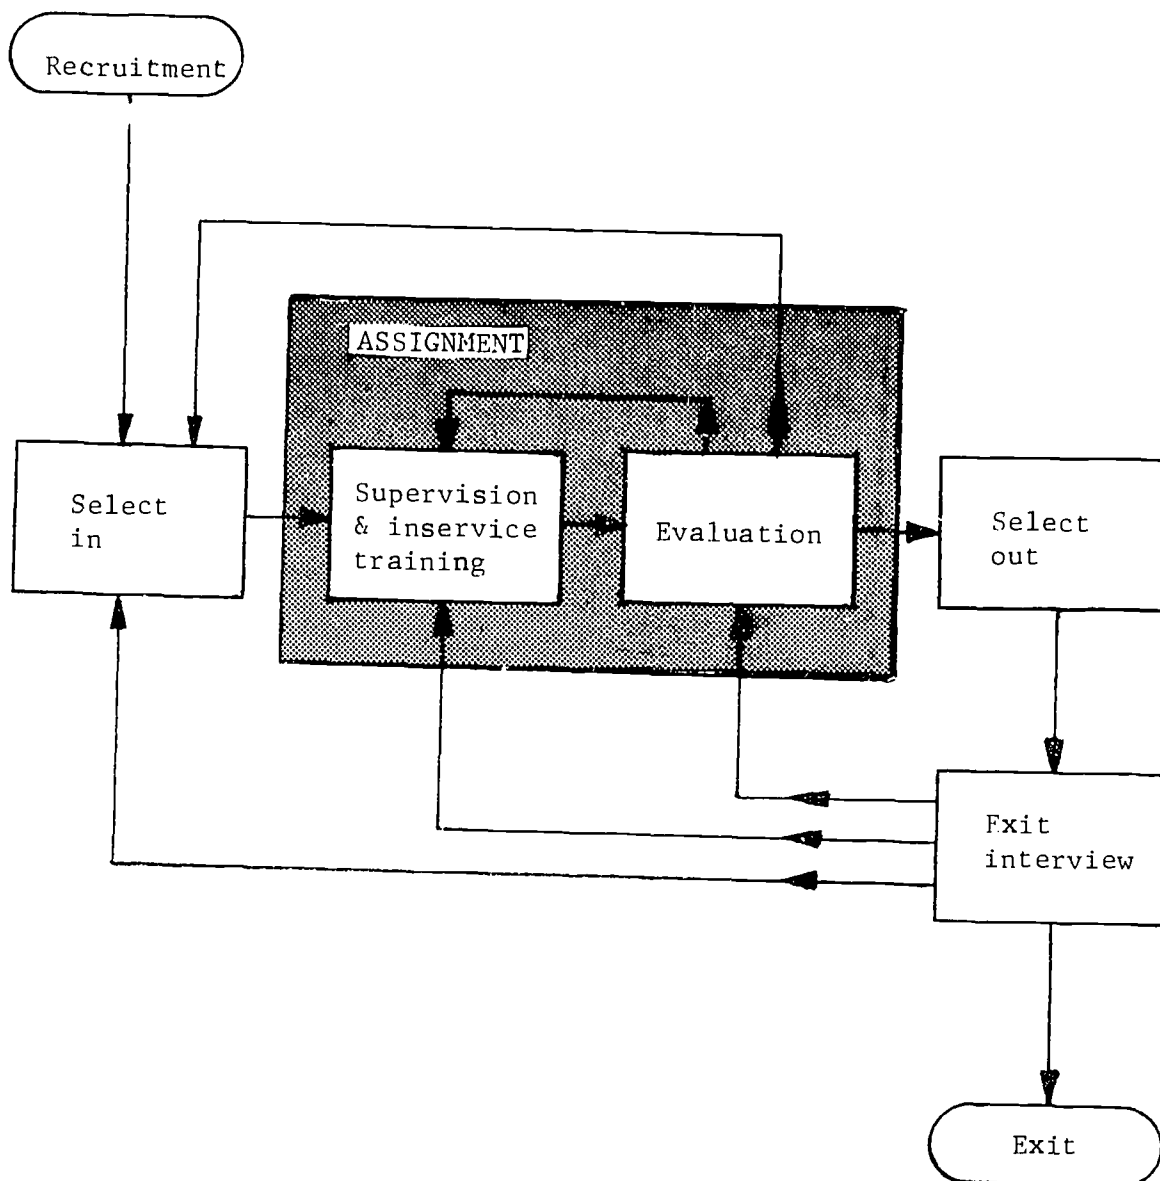 Recruitment
ASSIGNMENT
Select
in
Supervision
& inservice
training
Evaluation
Select
out
Exit
interview
Exit